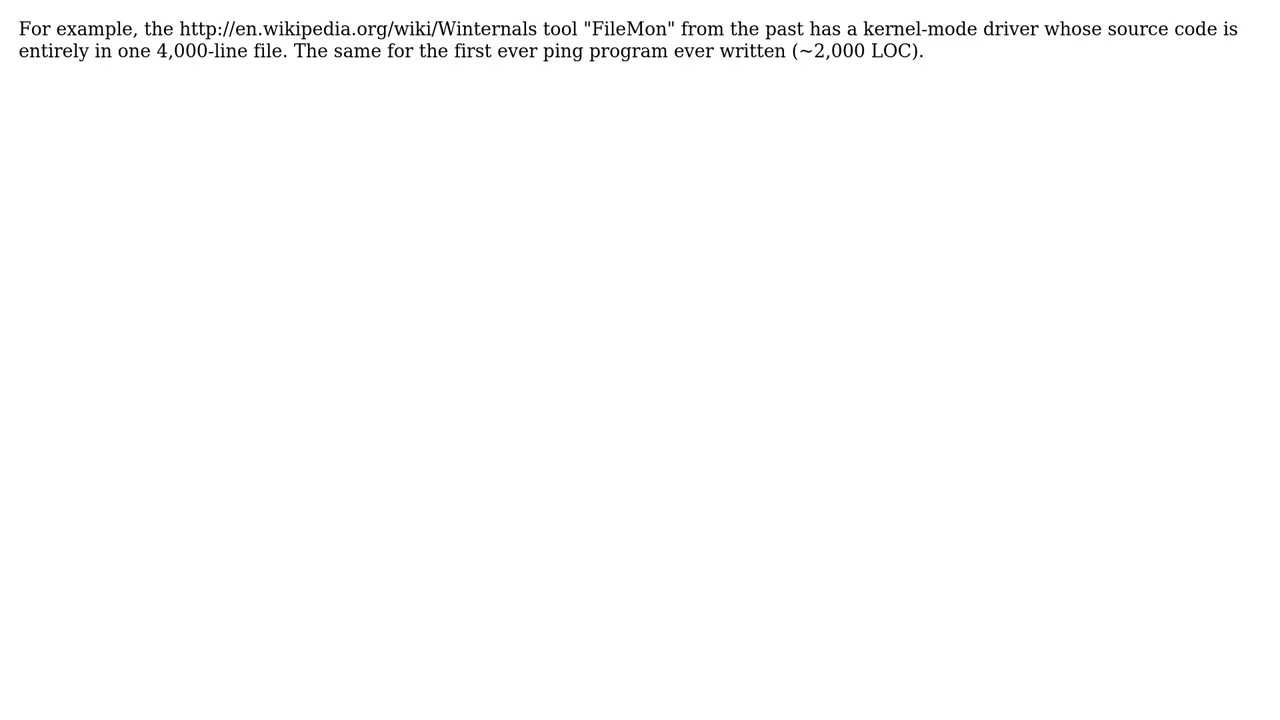 For example, the http://en.wikipedia.org/wiki/Winternals tool "FileMon" from the past has a kernel-mode driver whose source code is
entirely in one 4,000-line file. The same for the first ever ping program ever written (~2,000 LOC).